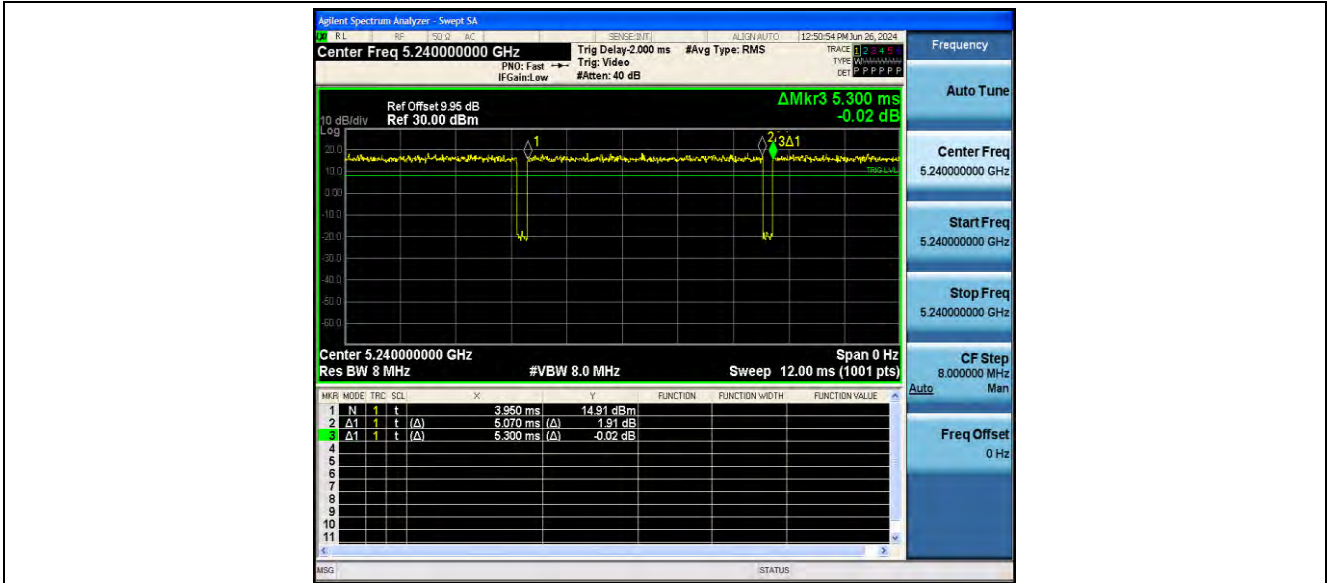 Agilent Spectrum Analyzer - Swept SA
RL RF 50 Ω AC SENSE:INT ALIGN AUTO 12:50:54 PM Jun 26, 2024
Center Freq 5.240000000 GHz
PNO: Fast
IFGain:Low
Trig Delay-2.000 ms
Trig: Video
#Atten: 40 dB
#Avg Type: RMS
TRACE 1 2 3 4 5 6
TYPE
DET P P P P P P
Ref Offset 9.95 dB
10 dB/div Ref 30.00 dBm
Log
ΔMkr3 5.300 ms
-0.02 dB
20.0
10.0
0.00
-10.0
-20.0
-30.0
-40.0
-50.0
-60.0
1
2
3Δ1
TRIG LVL
Center 5.240000000 GHz Span 0 Hz
Res BW 8 MHz #VBW 8.0 MHz Sweep 12.00 ms (1001 pts)
MKR MODE TRC SCL X Y FUNCTION FUNCTION WIDTH FUNCTION VALUE
1 N 1 t 3.950 ms 14.91 dBm
2 Δ1 1 t (Δ) 5.070 ms (Δ) 1.91 dB
3 Δ1 1 t (Δ) 5.300 ms (Δ) -0.02 dB
4
5
6
7
8
9
10
11
MSG STATUS
Frequency
Auto Tune
Center Freq
5.240000000 GHz
Start Freq
5.240000000 GHz
Stop Freq
5.240000000 GHz
CF Step
8.000000 MHz
Auto Man
Freq Offset
0 Hz